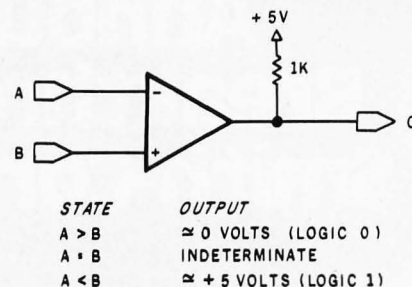 + 5V
1K
A
-
B
+
STATE OUTPUT
A > B ≃ 0 VOLTS (LOGIC 0)
A = B INDETERMINATE
A < B ≃ + 5 VOLTS (LOGIC 1)